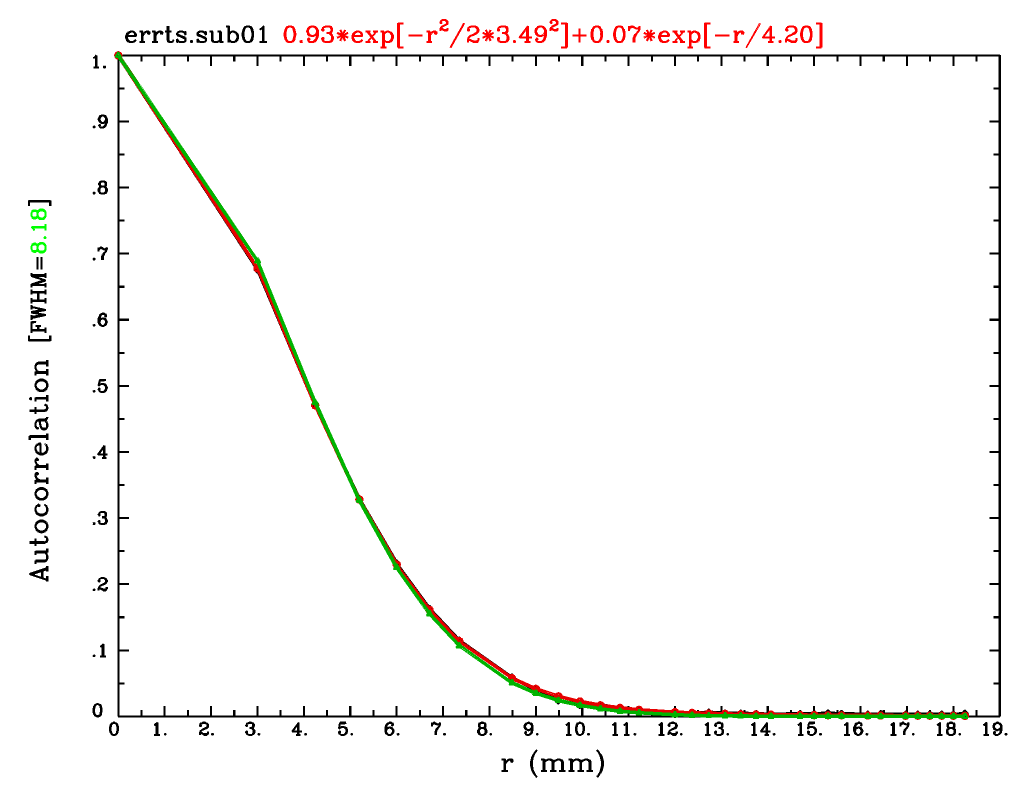 errts.sub01 0.93*exp[-r²/2*3.49²]+0.07*exp[-r/4.20]
1.
.9
.8
.7
.6
.5
.4
.3
.2
.1
0
Autocorrelation [FWHM=8.18]
0 1. 2. 3. 4. 5. 6. 7. 8. 9. 10. 11. 12. 13. 14. 15. 16. 17. 18. 19.
r (mm)